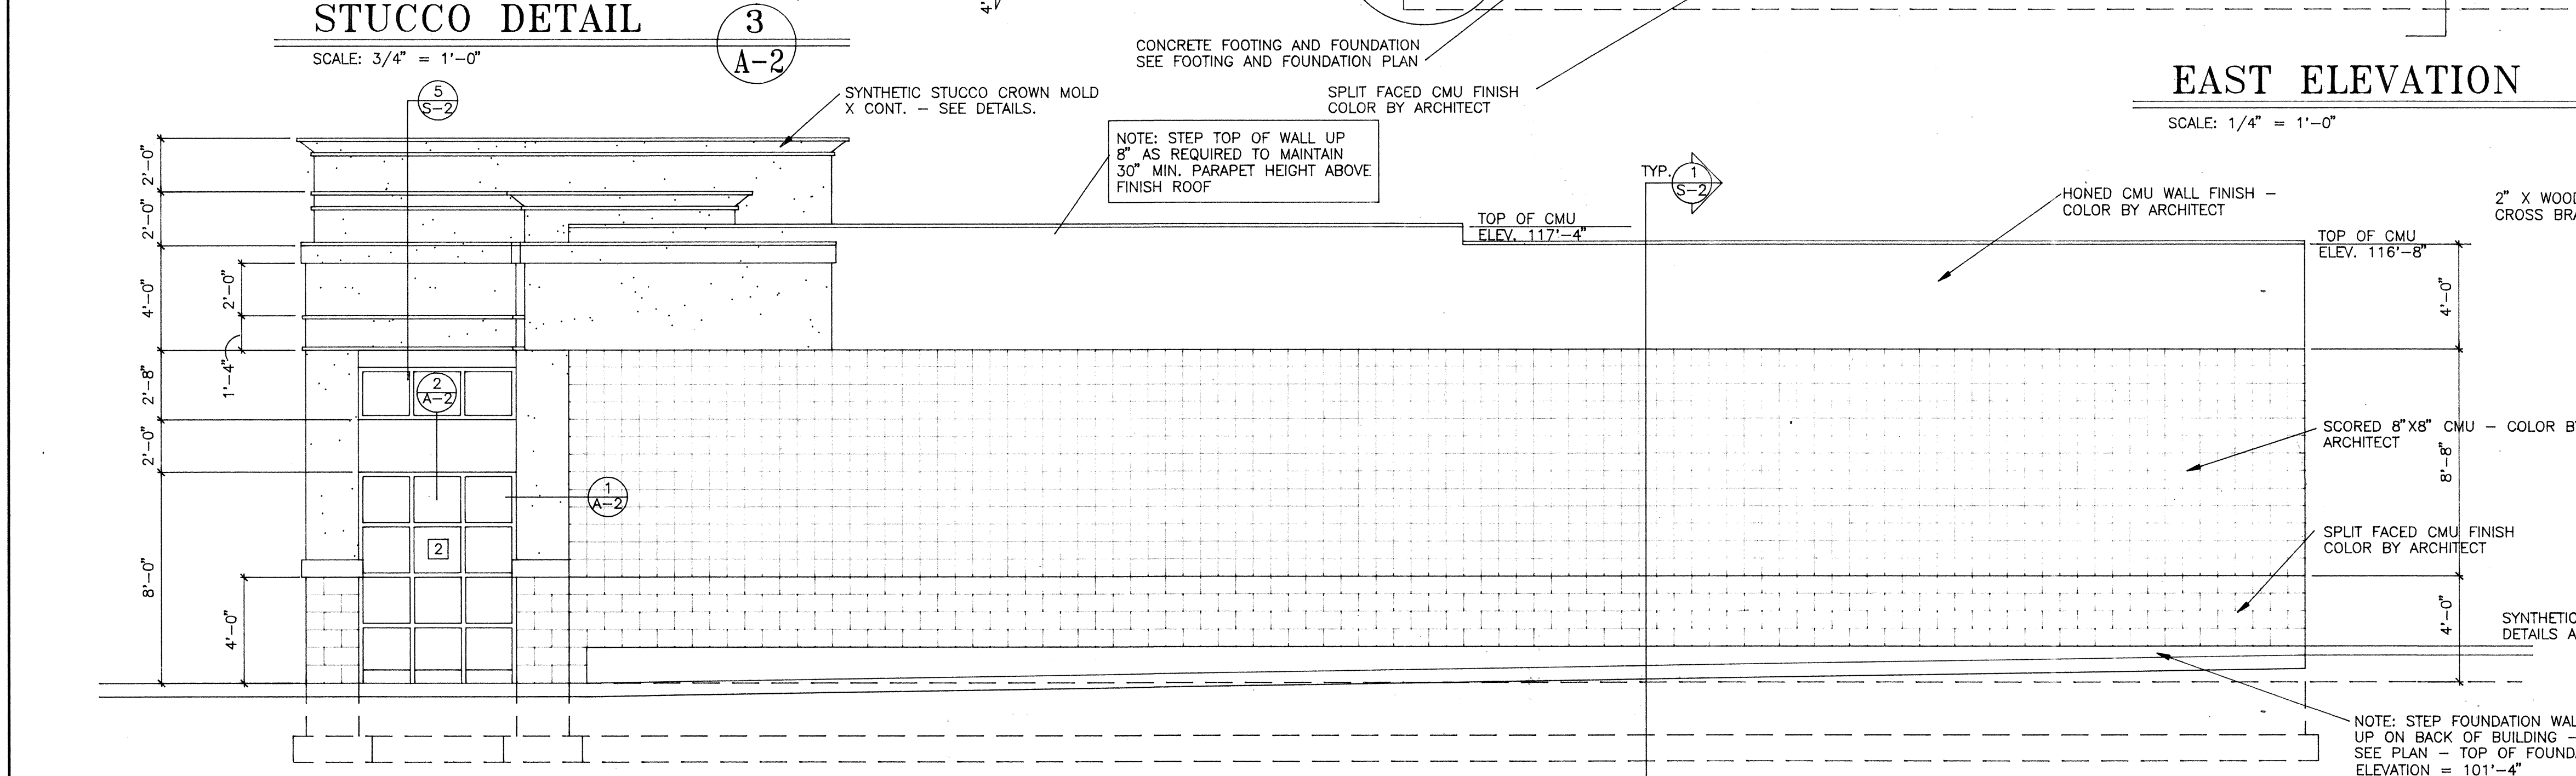 STUCCO DETAIL
SCALE: 3/4" = 1'-0"
3
A-2
4'
CONCRETE FOOTING AND FOUNDATION
SEE FOOTING AND FOUNDATION PLAN
SPLIT FACED CMU FINISH
COLOR BY ARCHITECT
EAST ELEVATION
SCALE: 1/4" = 1'-0"
5
S-2
SYNTHETIC STUCCO CROWN MOLD
X CONT. - SEE DETAILS.
NOTE: STEP TOP OF WALL UP
8" AS REQUIRED TO MAINTAIN
30" MIN. PARAPET HEIGHT ABOVE
FINISH ROOF
TYP.
1
S-2
HONED CMU WALL FINISH -
COLOR BY ARCHITECT
2" X WOOD
CROSS
TOP OF CMU
ELEV. 117'-4"
TOP OF CMU
ELEV. 116'-8"
2'-0"
2'-0"
4'-0"
2'-0"
1'-4"
2'-8"
2'-0"
8'-0"
4'-0"
2
A-2
1
A-2
2
4'-0"
8'-8"
4'-0"
SCORED 8"X8" CMU - COLOR BY
ARCHITECT
SPLIT FACED CMU FINISH
COLOR BY ARCHITECT
SYNTHETIC
DETAILS
NOTE: STEP FOUNDATION
UP ON BACK OF BUILDING -
SEE PLAN - TOP OF
ELEVATION = 101'-4"